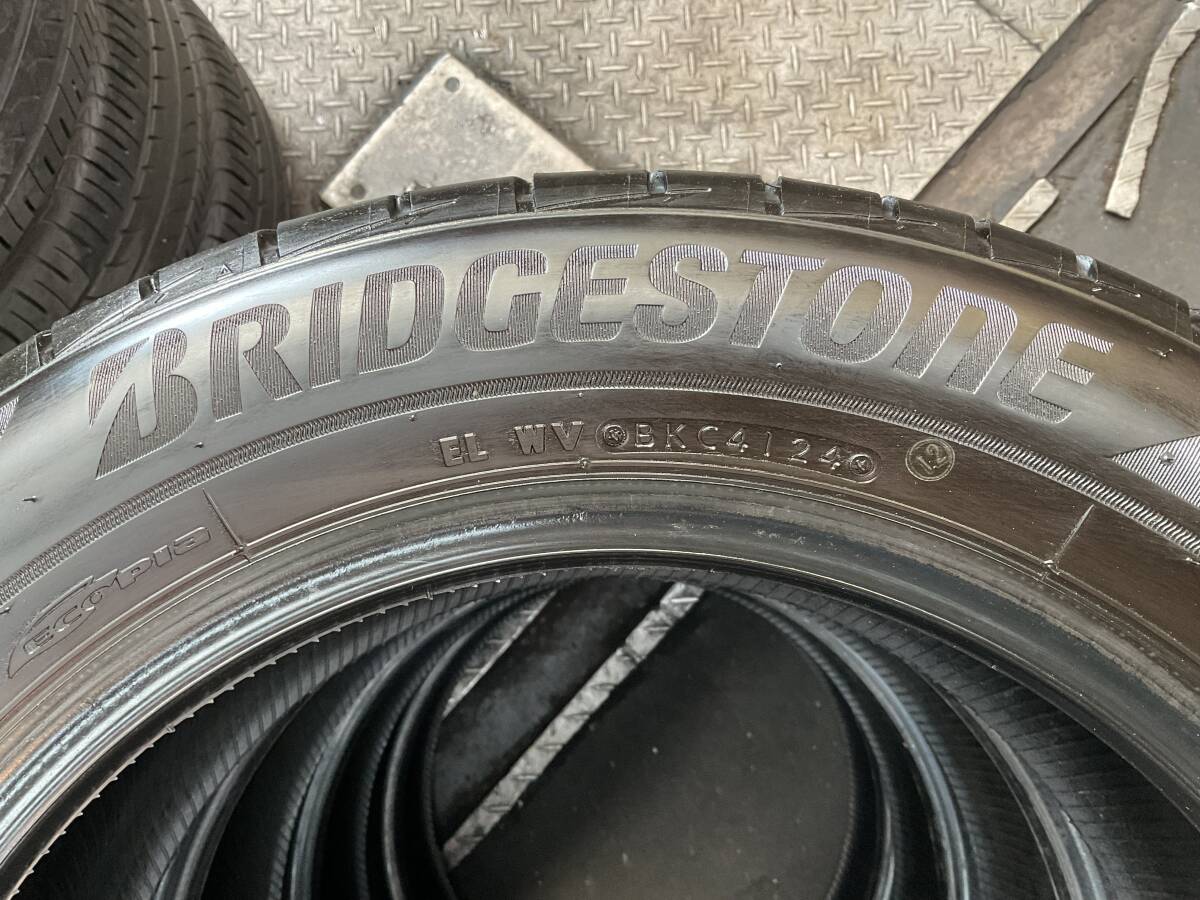 BRIDGESTONE
EL WV BKC4124 12
ECOPIA